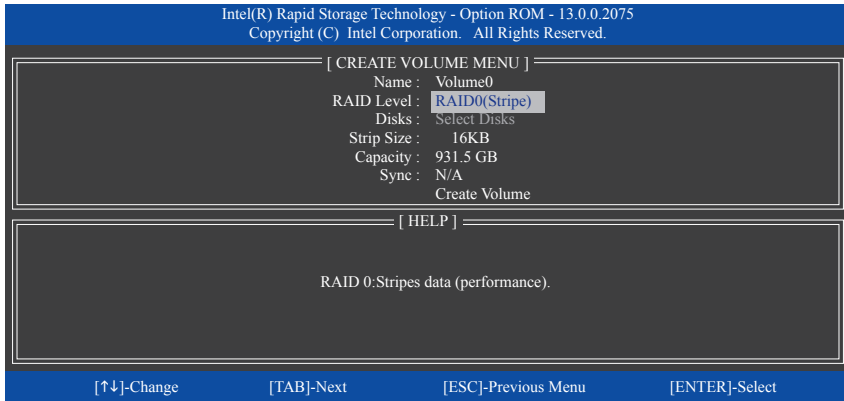 Intel(R) Rapid Storage Technology - Option ROM - 13.0.0.2075
Copyright (C) Intel Corporation. All Rights Reserved.
[ CREATE VOLUME MENU ]
Name : Volume0
RAID Level : RAID0(Stripe)
Disks : Select Disks
Strip Size : 16KB
Capacity : 931.5 GB
Sync : N/A
Create Volume
[ HELP ]
RAID 0:Stripes data (performance).
[↑↓]-Change [TAB]-Next [ESC]-Previous Menu [ENTER]-Select